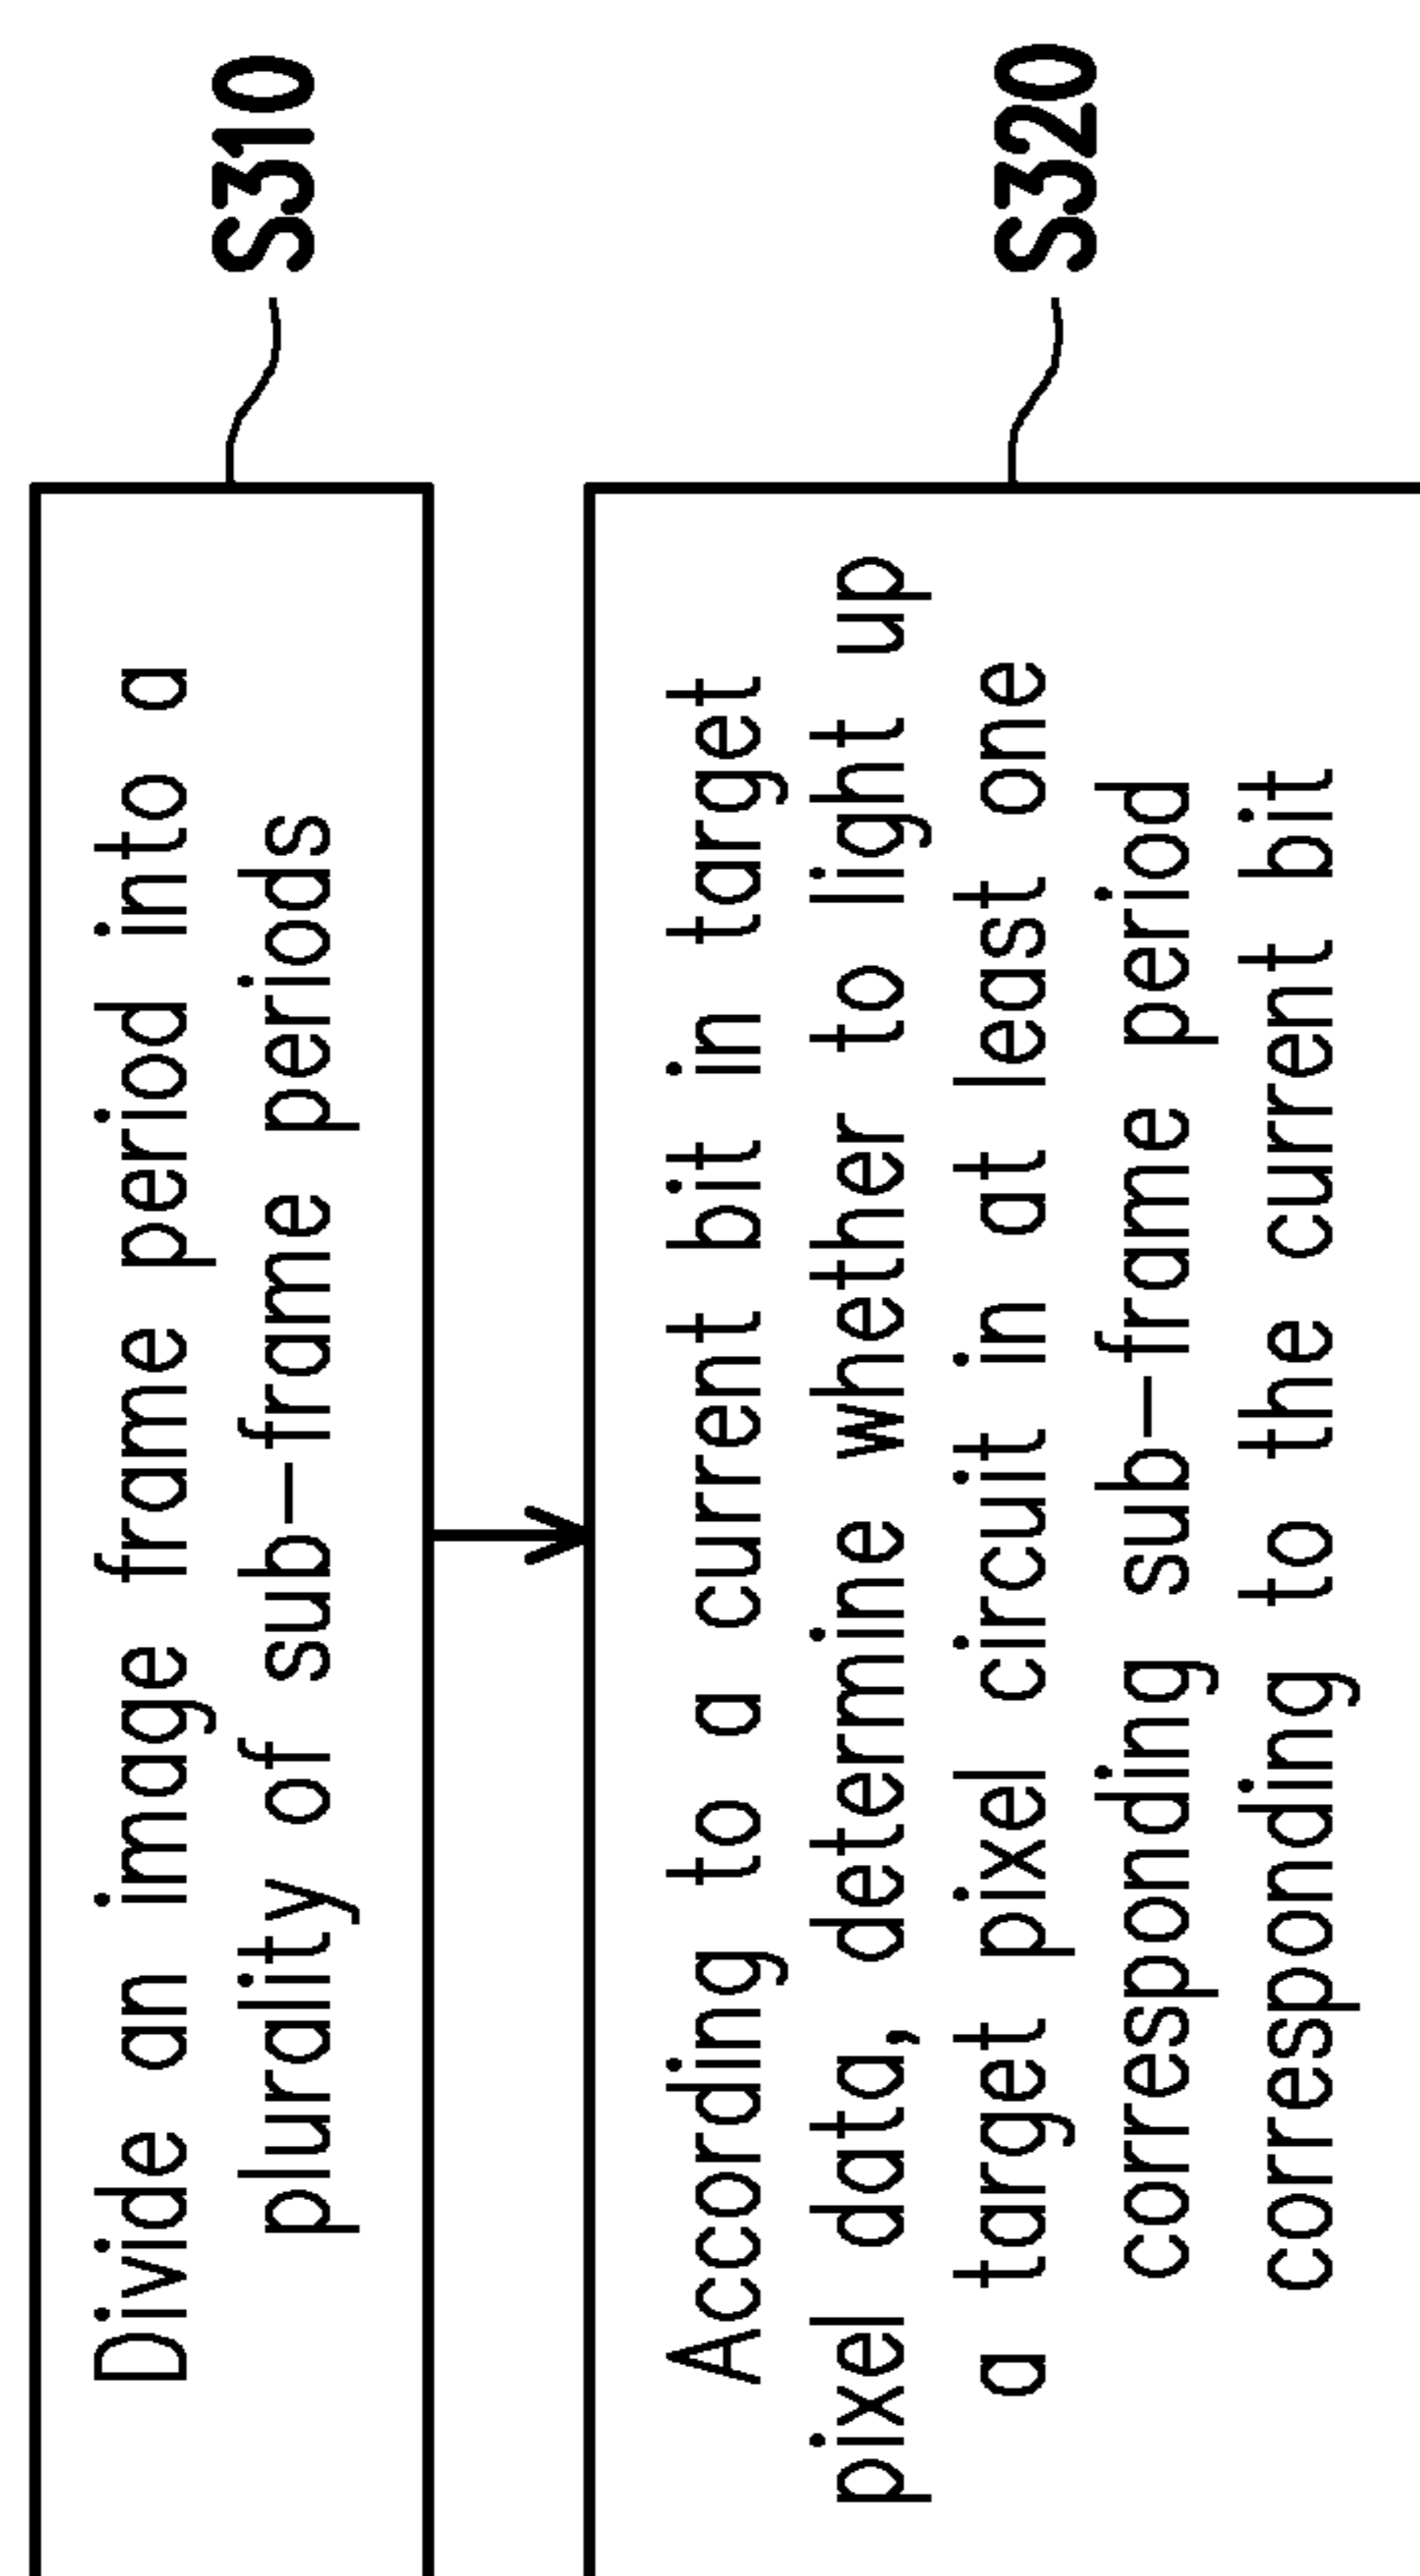 Divide an image frame period into a
plurality of sub-frame periods
S310
According to a current bit in target
pixel data, determine whether to light up
a target pixel circuit in at least one
corresponding sub-frame period
corresponding to the current bit
S320